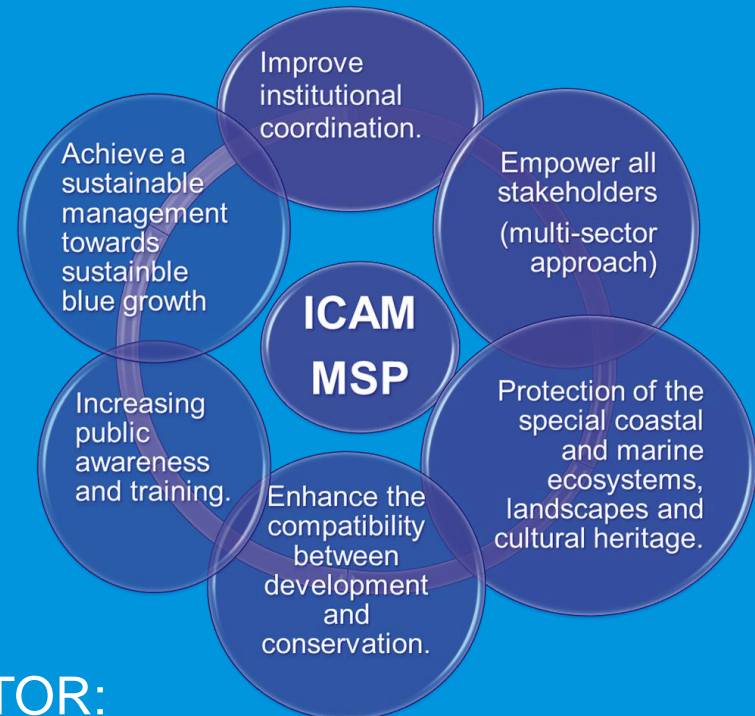 Improve
institutional
coordination.
Empower all
stakeholders
(multi-sector
approach)
Protection of the
special coastal
and marine
ecosystems,
landscapes and
cultural heritage.
Enhance the
compatibility
between
development
and
conservation.
Increasing
public
awareness
and training.
Achieve a
sustainable
management
towards
sustainble
blue growth
ICAM
MSP
TOR: